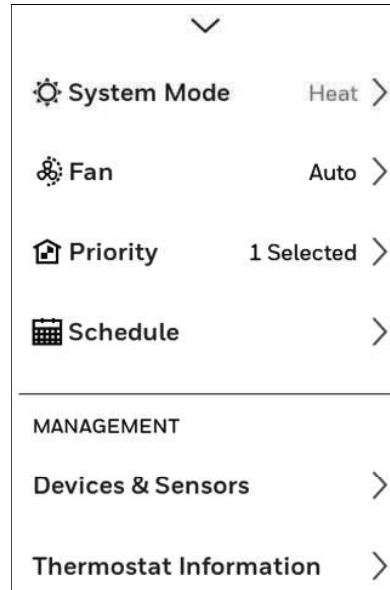 System Mode Heat
Fan Auto
Priority 1 Selected
Schedule
MANAGEMENT
Devices & Sensors
Thermostat Information